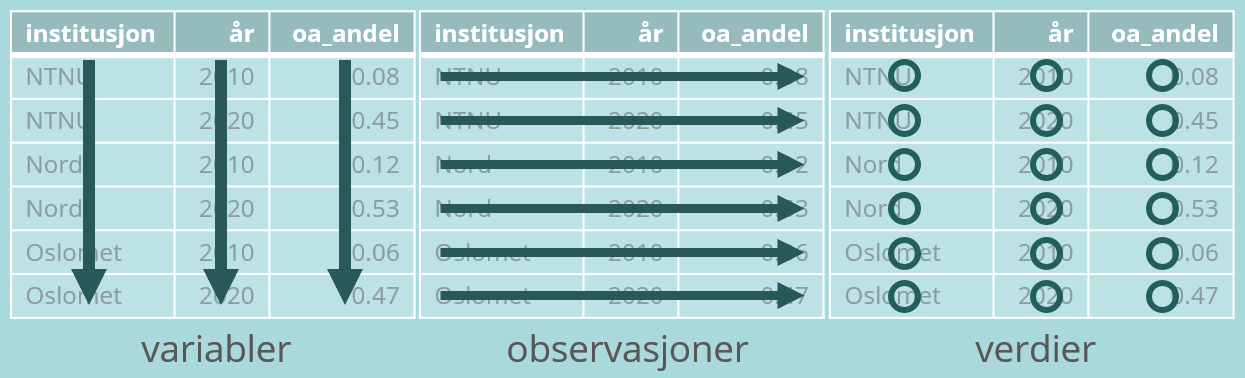 institusjon år oa_andel
NTNU 2010 0.08
NTNU 2020 0.45
Nord 2010 0.12
Nord 2020 0.53
Oslomet 2010 0.06
Oslomet 2020 0.47
variabler
institusjon år oa_andel
NTNU 2010 0.08
NTNU 2020 0.45
Nord 2010 0.12
Nord 2020 0.53
Oslomet 2010 0.06
Oslomet 2020 0.47
observasjoner
institusjon år oa_andel
NTNU 2010 0.08
NTNU 2020 0.45
Nord 2010 0.12
Nord 2020 0.53
Oslomet 2010 0.06
Oslomet 2020 0.47
verdier